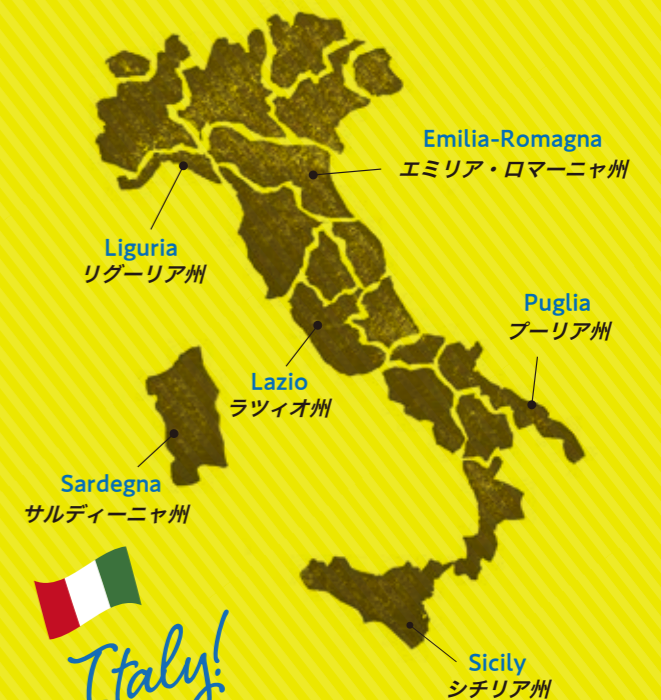 Emilia-Romagna
エミリア・ロマーニャ州
Liguria
リグーリア州
Puglia
プーリア州
Lazio
ラツィオ州
Sardegna
サルディーニャ州
Italy!
Sicily
シチリア州